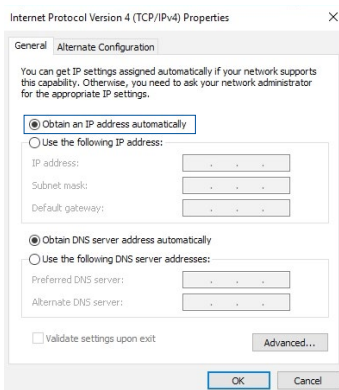 Internet Protocol Version 4 (TCP/IPv4) Properties
General Alternate Configuration
You can get IP settings assigned automatically if your network supports
this capability. Otherwise, you need to ask your network administrator
for the appropriate IP settings.
Obtain an IP address automatically
Use the following IP address:
IP address:
Subnet mask:
Default gateway:
Obtain DNS server address automatically
Use the following DNS server addresses:
Preferred DNS server:
Alternate DNS server:
Validate settings upon exit
Advanced...
OK Cancel